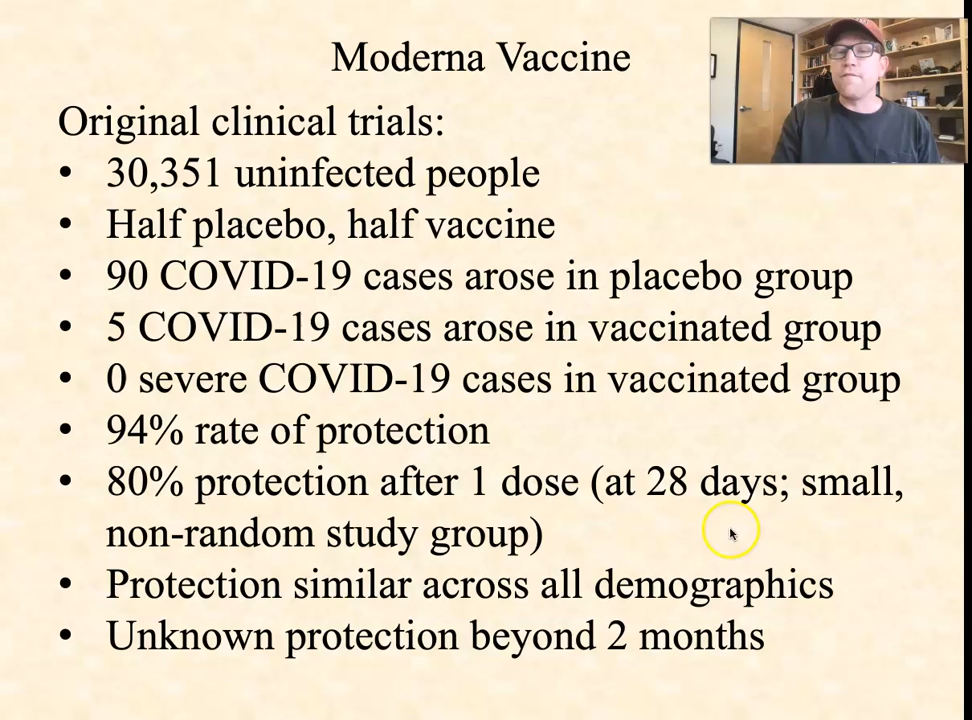 Moderna Vaccine
Original clinical trials:
• 30,351 uninfected people
• Half placebo, half vaccine
• 90 COVID-19 cases arose in placebo group
• 5 COVID-19 cases arose in vaccinated group
• 0 severe COVID-19 cases in vaccinated group
• 94% rate of protection
• 80% protection after 1 dose (at 28 days; small,
non-random study group)
• Protection similar across all demographics
• Unknown protection beyond 2 months